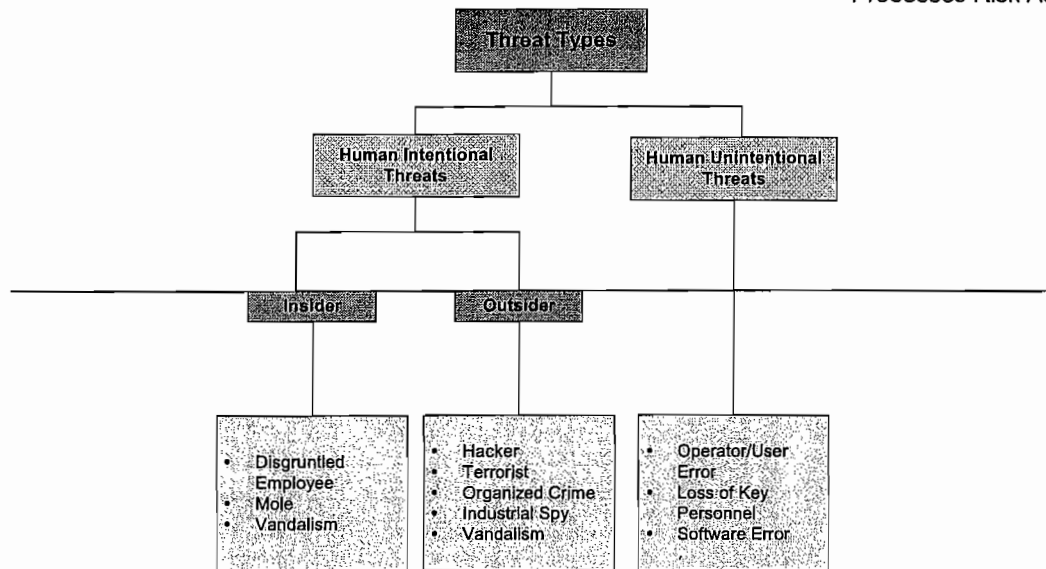 Threat Types
Human Intentional
Threats
Human Unintentional
Threats
Insider
Outsider
• Disgruntled
Employee
• Mole
• Vandalism
• Hacker
• Terrorist
• Organized Crime
• Industrial Spy
• Vandalism
• Operator/User
Error
• Loss of Key
Personnel
• Software Error